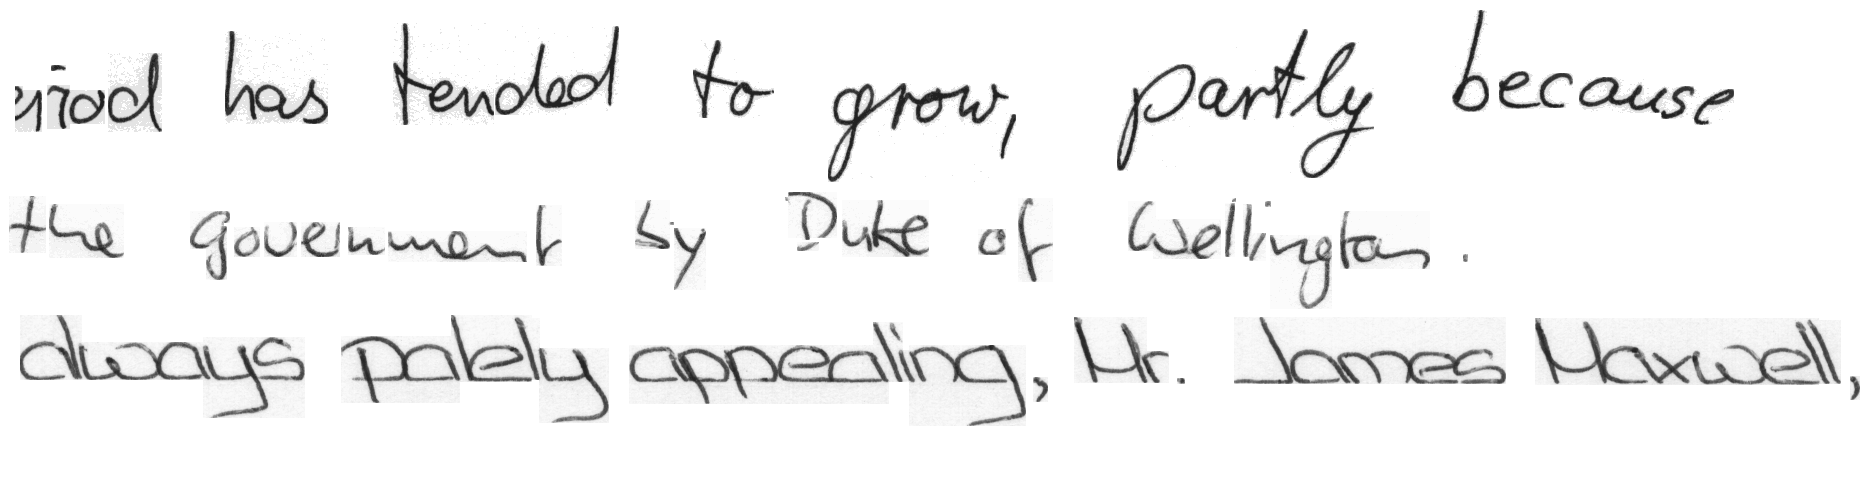 eriod has tended to grow, partly because
the government by Duke of Wellington.
always palely appealing, Mr. James Maxwell,